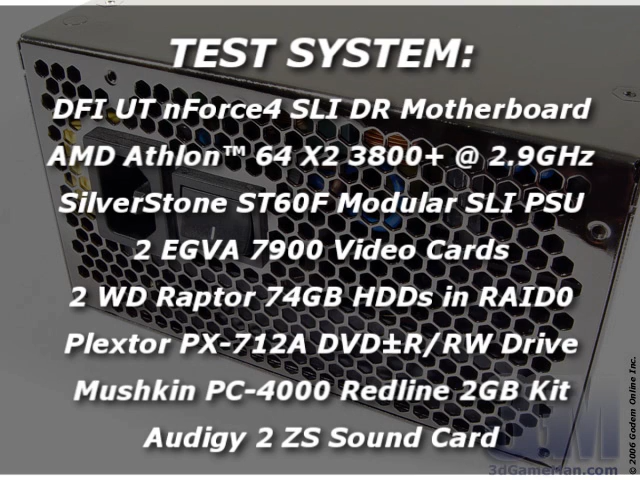 TEST SYSTEM:
DFI UT nForce4 SLI DR Motherboard
AMD Athlon™ 64 X2 3800+ @ 2.9GHz
SilverStone ST60F Modular SLI PSU
2 EGVA 7900 Video Cards
2 WD Raptor 74GB HDDs in RAID0
Plextor PX-712A DVD±R/RW Drive
Mushkin PC-4000 Redline 2GB Kit
Audigy 2 ZS Sound Card
3dGameMan.com
© 2006 Godem Online Inc.